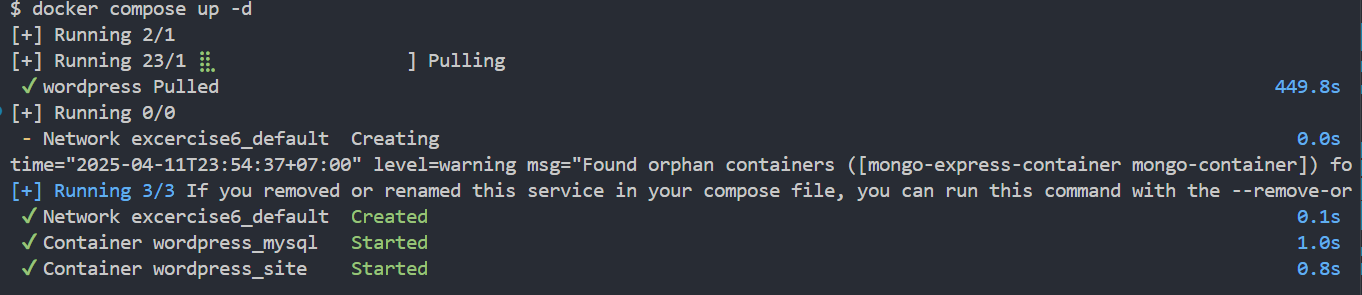 $ docker compose up -d
[+] Running 2/1
[+] Running 23/1 ⣿. ] Pulling
✓ wordpress Pulled 449.8s
[+] Running 0/0
- Network excercise6_default Creating 0.0s
time="2025-04-11T23:54:37+07:00" level=warning msg="Found orphan containers ([mongo-express-container mongo-container]) fo
[+] Running 3/3 If you removed or renamed this service in your compose file, you can run this command with the --remove-or
✓ Network excercise6_default Created 0.1s
✓ Container wordpress_mysql Started 1.0s
✓ Container wordpress_site Started 0.8s